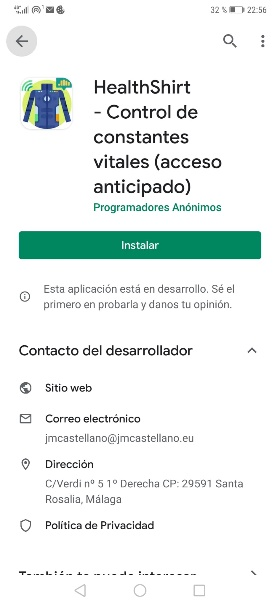 32 % 22:56
HealthShirt
- Control de
constantes
vitales (acceso
anticipado)
Programadores Anónimos
Instalar
Esta aplicación está en desarrollo. Sé el
primero en probarla y danos tu opinión.
Contacto del desarrollador
Sitio web
Correo electrónico
jmcastellano@jmcastellano.eu
Dirección
C/Verdi nº 5 1º Derecha CP: 29591 Santa
Rosalia, Málaga
Política de Privacidad
También te puede interesar